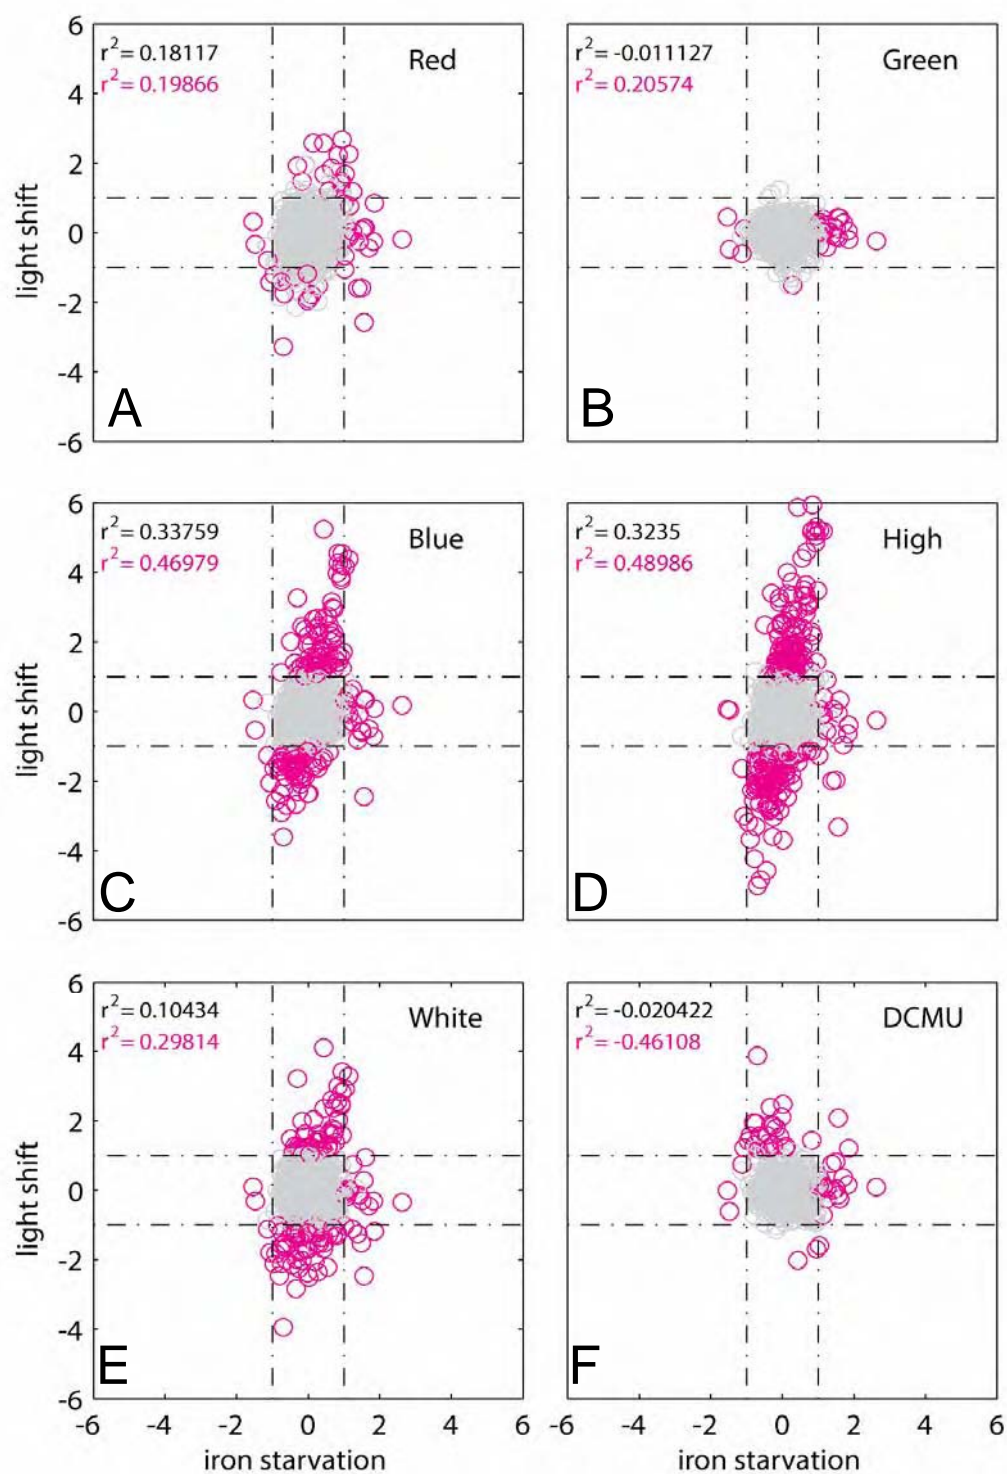 6
4
2
0
-2
-4
-6
light shift
r2= 0.18117
r2= 0.19866
Red
A
r2= -0.011127
r2= 0.20574
Green
B
6
4
2
0
-2
-4
-6
light shift
r2= 0.33759
r2= 0.46979
Blue
C
r2= 0.3235
r2= 0.48986
High
D
6
4
2
0
-2
-4
-6
light shift
r2= 0.10434
r2= 0.29814
White
E
r2= -0.020422
r2= -0.46108
DCMU
F
-6 -4 -2 0 2 4 6
iron starvation
-6 -4 -2 0 2 4 6
iron starvation